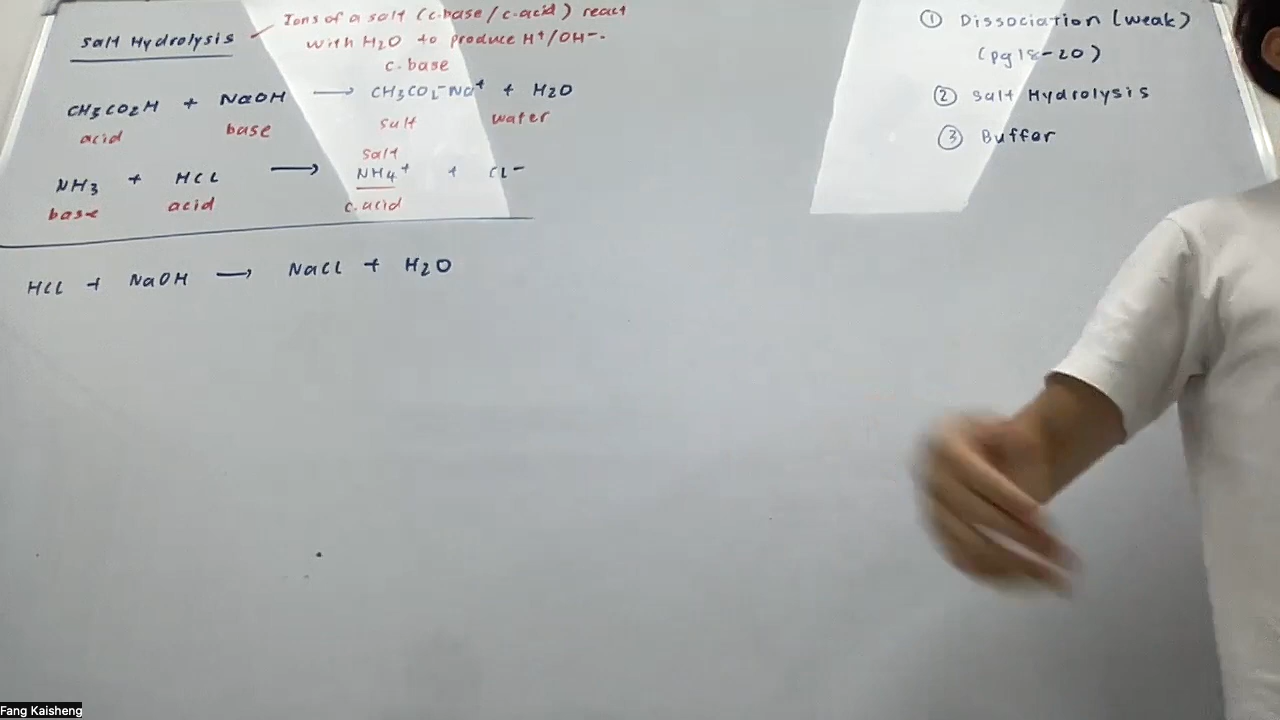 Salt Hydrolysis
Ions of a salt (c.base / c.acid) react
with H2O to produce H+/OH-.
c.base
CH3CO2H + NaOH → CH3CO2-Na+ + H2O
acid base salt water
salt
NH3 + HCl → NH4+ + Cl-
base acid c.acid
HCl + NaOH → NaCl + H2O
① Dissociation (weak)
(pg 18-20)
② Salt Hydrolysis
③ Buffer
Fang Kaisheng